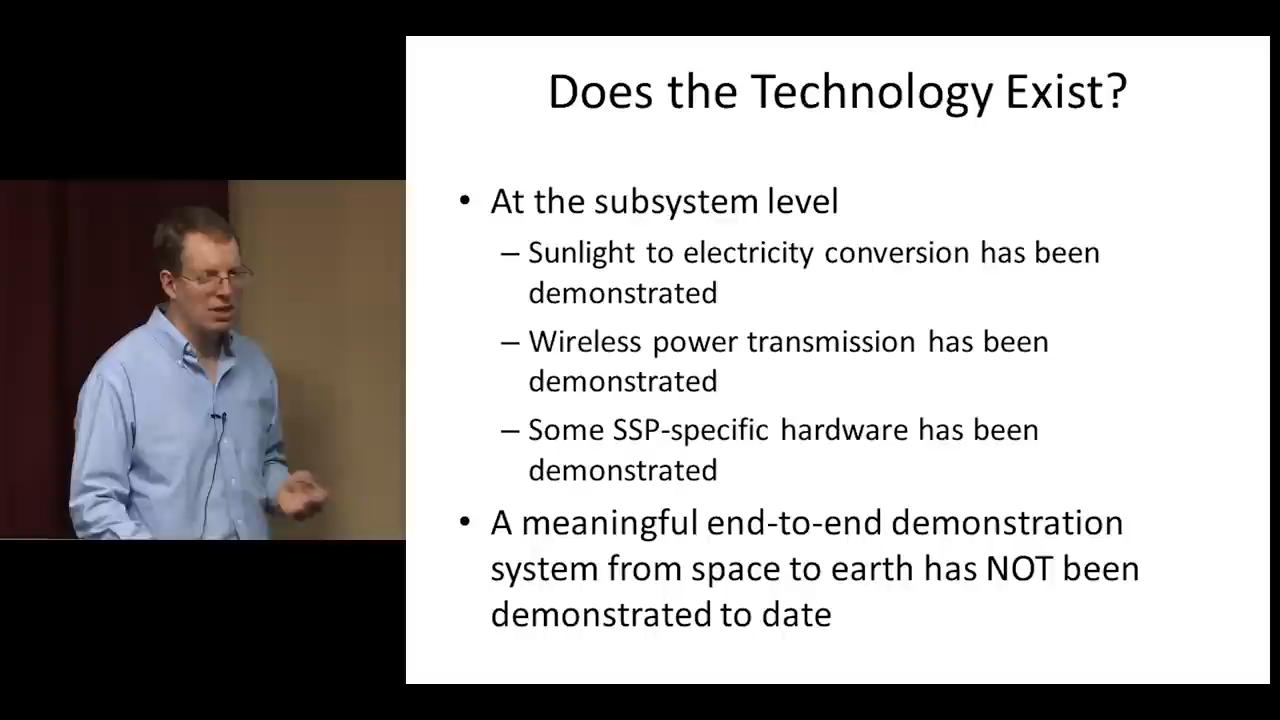 Does the Technology Exist?
• At the subsystem level
– Sunlight to electricity conversion has been
demonstrated
– Wireless power transmission has been
demonstrated
– Some SSP-specific hardware has been
demonstrated
• A meaningful end-to-end demonstration
system from space to earth has NOT been
demonstrated to date